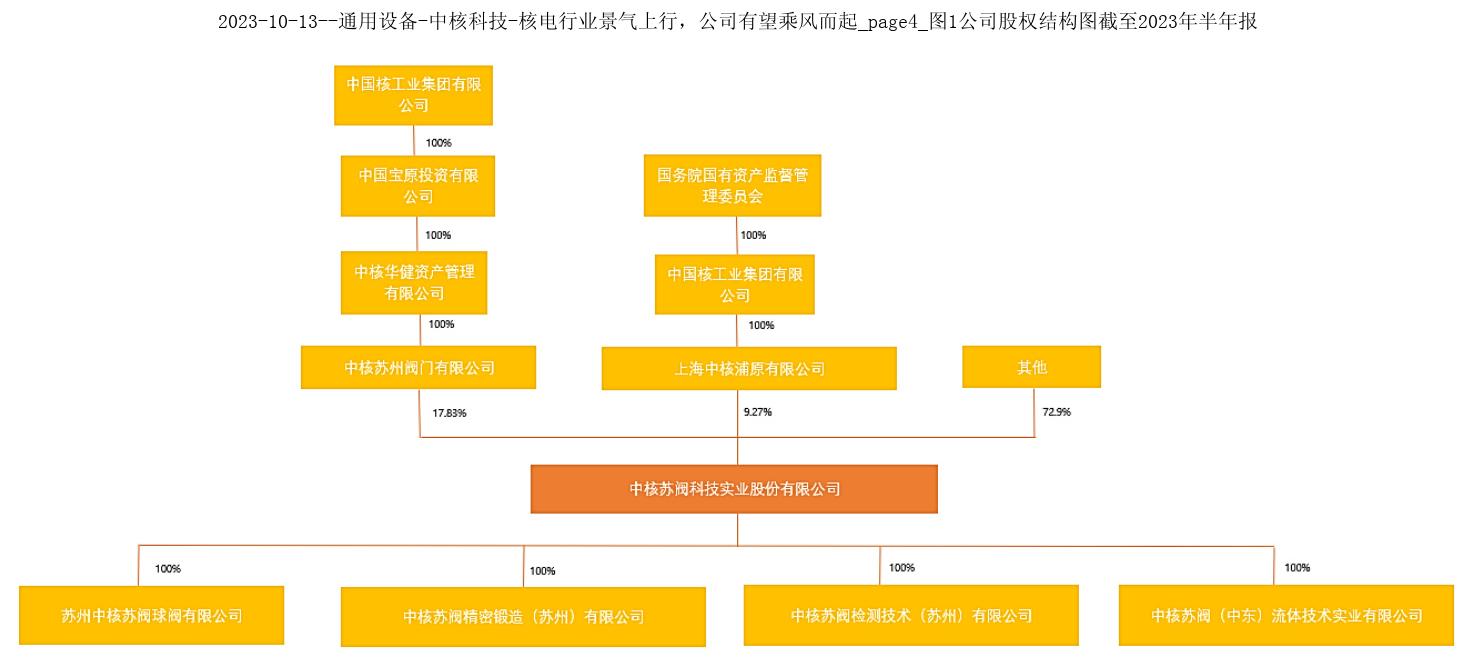 2023-10-13--通用设备-中核科技-核电行业景气上行，公司有望乘风而起_page4_图1公司股权结构图截至2023年半年报
中国核工业集团有限
公司
100%
中国宝原投资有限
公司
国务院国有资产监督管
理委员会
100%
100%
中核华健资产管理
有限公司
中国核工业集团有限
公司
100%
100%
中核苏州阀门有限公司
上海中核浦原有限公司
其他
17.83%
9.27%
72.9%
中核苏阀科技实业股份有限公司
100%
100%
100%
100%
苏州中核苏阀球阀有限公司
中核苏阀精密锻造（苏州）有限公司
中核苏阀检测技术（苏州）有限公司
中核苏阀（中东）流体技术实业有限公司